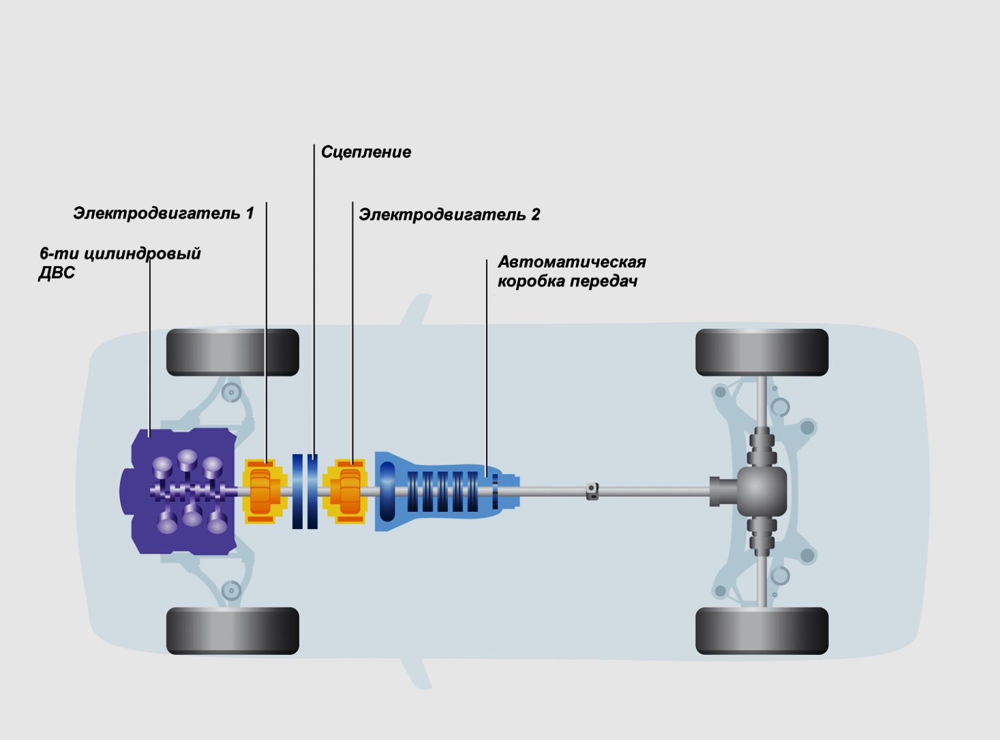 Сцепление
Электродвигатель 1
Электродвигатель 2
6-ти цилиндровый
ДВС
Автоматическая
коробка передач